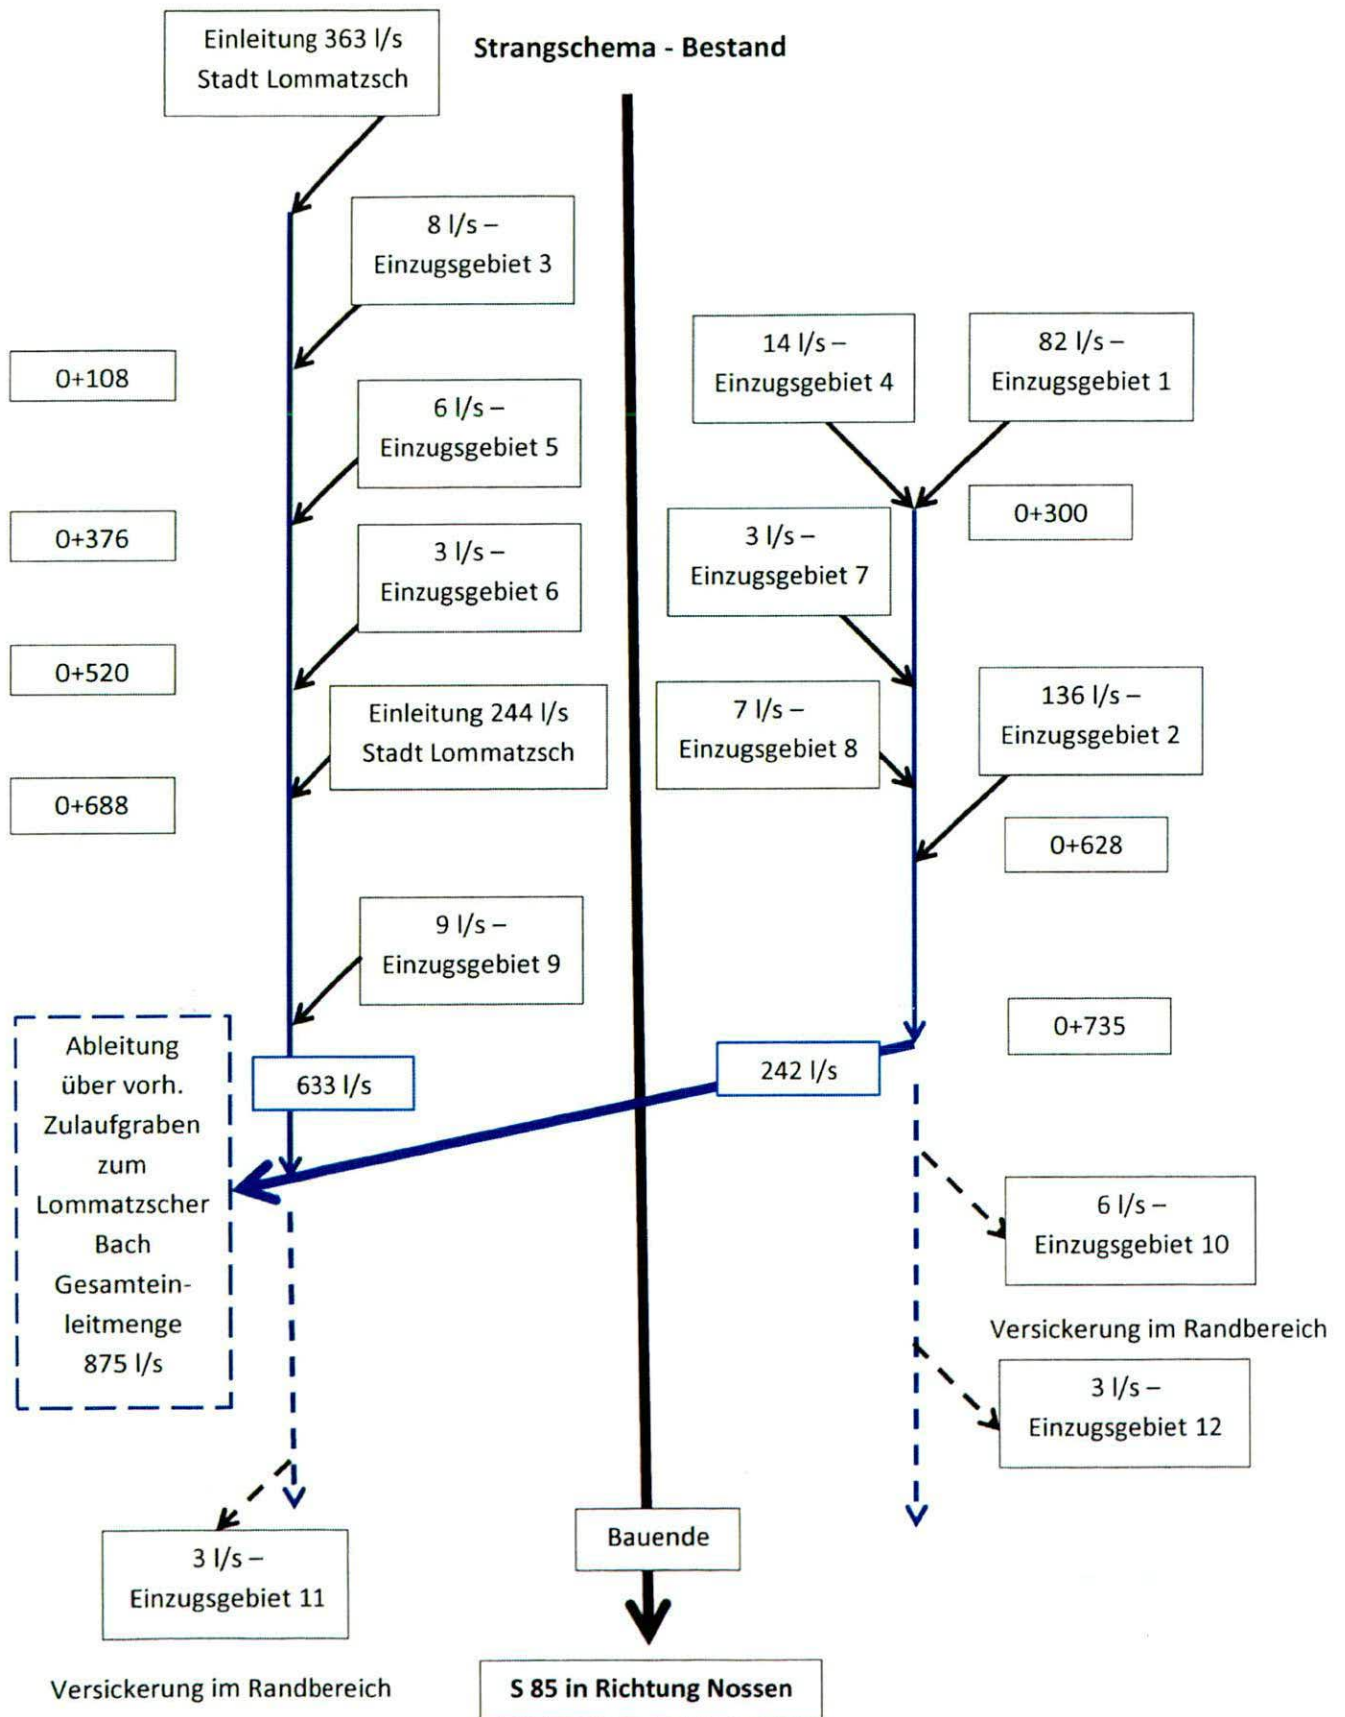 Einleitung 363 l/s
Stadt Lommatzsch
Strangschema - Bestand
8 l/s –
Einzugsgebiet 3
14 l/s –
Einzugsgebiet 4
82 l/s –
Einzugsgebiet 1
0+108
6 l/s –
Einzugsgebiet 5
0+300
0+376
3 l/s –
Einzugsgebiet 6
3 l/s –
Einzugsgebiet 7
0+520
Einleitung 244 l/s
Stadt Lommatzsch
7 l/s –
Einzugsgebiet 8
136 l/s –
Einzugsgebiet 2
0+688
0+628
9 l/s –
Einzugsgebiet 9
0+735
Ableitung
über vorh.
Zulaufgraben
zum
Lommatzscher
Bach
Gesamtein-
leitmenge
875 l/s
633 l/s
242 l/s
6 l/s –
Einzugsgebiet 10
Versickerung im Randbereich
3 l/s –
Einzugsgebiet 12
Bauende
3 l/s –
Einzugsgebiet 11
Versickerung im Randbereich
S 85 in Richtung Nossen